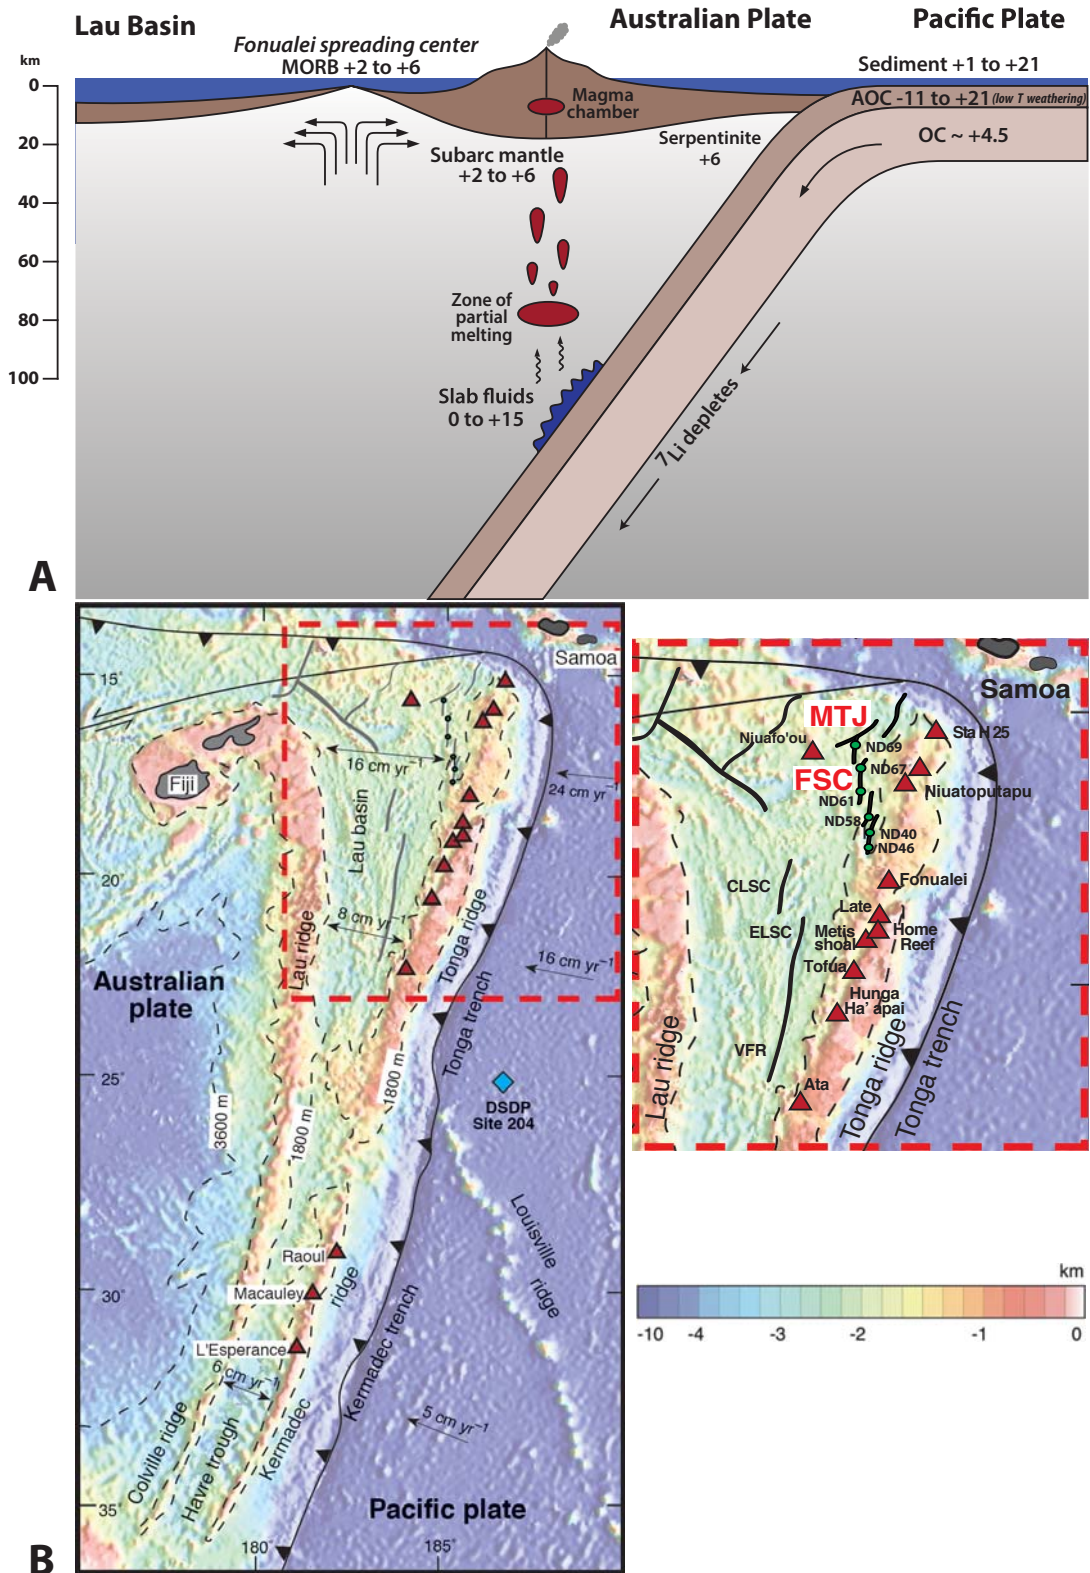 Lau Basin
Australian Plate
Pacific Plate
Fonualei spreading center
MORB +2 to +6
Sediment +1 to +21
km
0
20
40
60
80
100
AOC -11 to +21 (low T weathering)
OC ~ +4.5
Magma
chamber
Serpentinite
+6
Subarc mantle
+2 to +6
Zone of
partial
melting
Slab fluids
0 to +15
7Li depletes
A
Samoa
15°
Fiji
16 cm yr⁻¹
24 cm yr⁻¹
Lau basin
20°
8 cm yr⁻¹
Lau ridge
Tonga ridge
16 cm yr⁻¹
Australian
plate
Tonga trench
25°
1800 m
3600 m
1800 m
DSDP
Site 204
Louisville
ridge
Raoul
ridge
30°
Macauley
L'Esperance
6 cm yr⁻¹
Kermadec trench
5 cm yr⁻¹
Colville ridge
Havre trough
Kermadec
35°
Pacific plate
180°
185°
B
Samoa
MTJ
Niuafo'ou
ND69
Sta H 25
FSC
ND67
Niuatoputapu
ND61
ND58
ND40
ND46
CLSC
Fonualei
Late
ELSC
Metis
shoal
Home
Reef
Tofua
Hunga
Ha' apai
VFR
Lau ridge
Ata
Tonga ridge
Tonga trench
km
-10
-4
-3
-2
-1
0